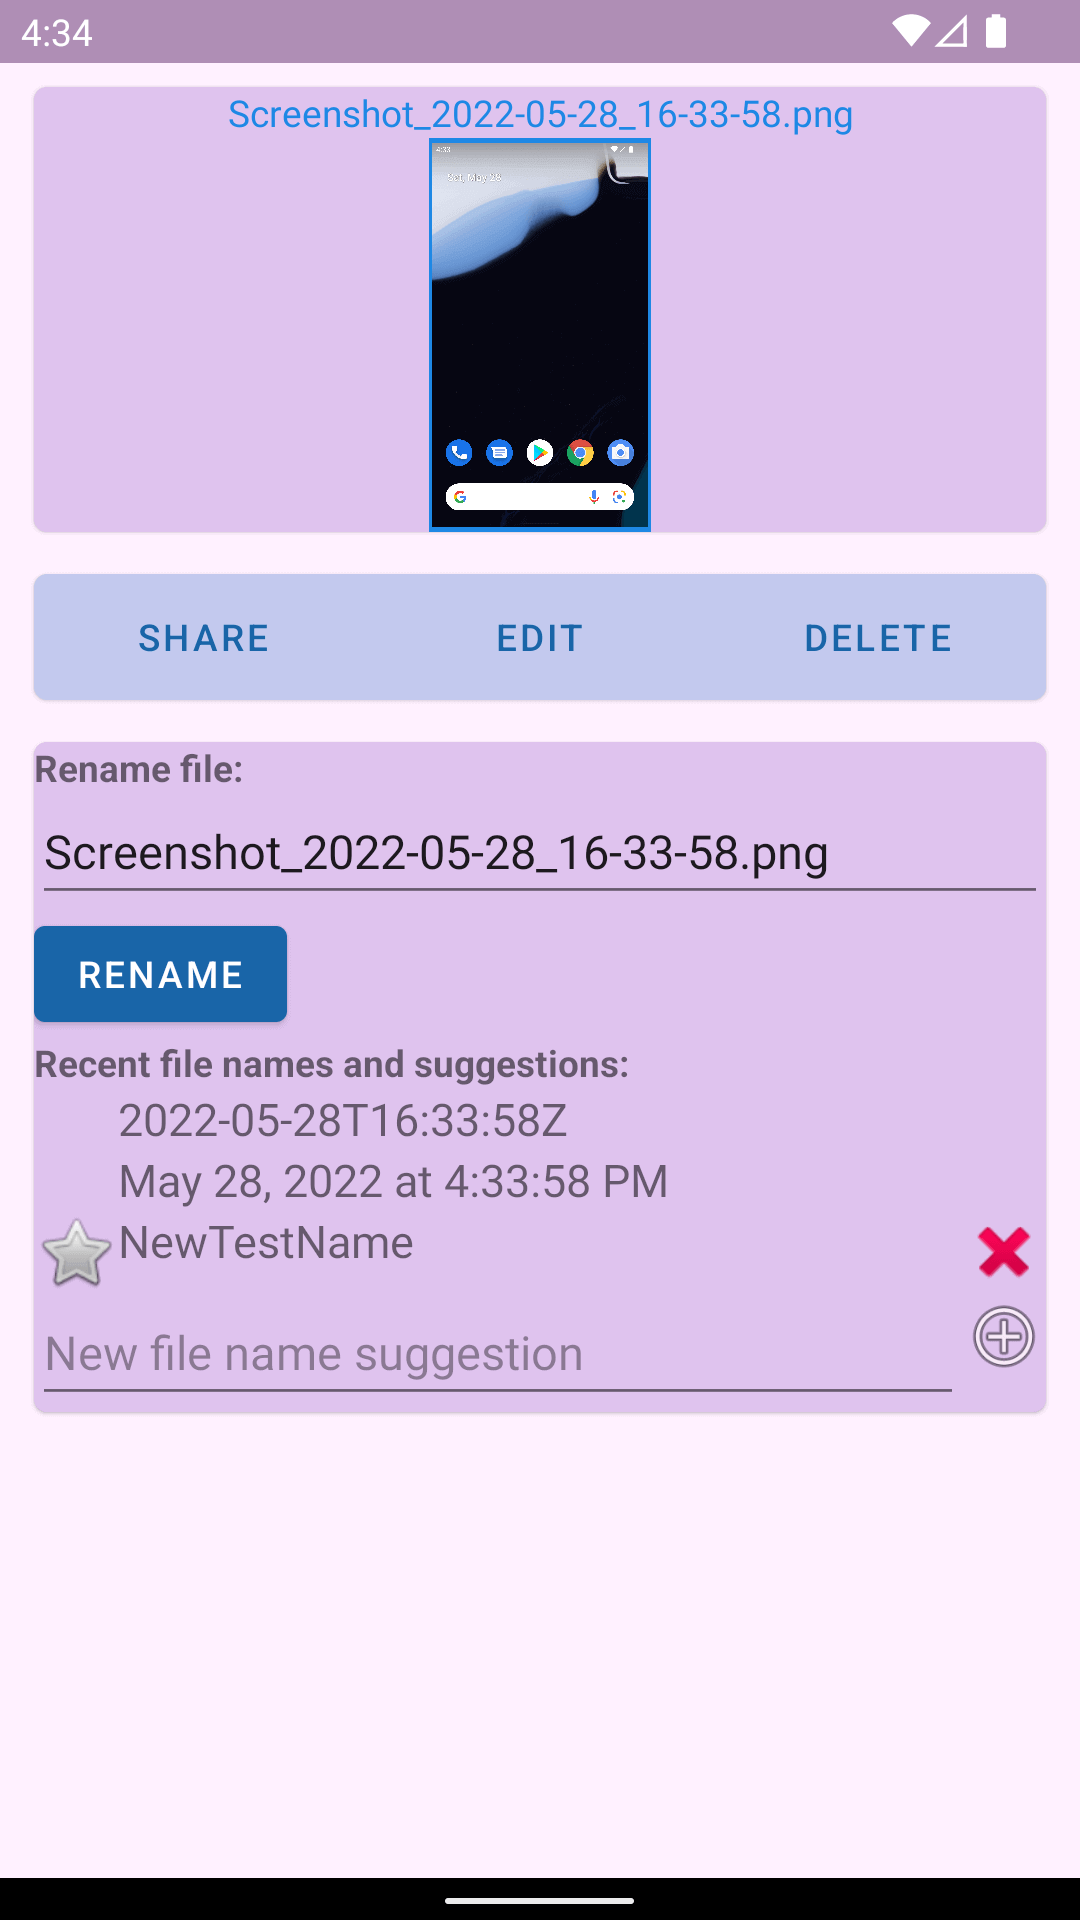 4:34
Screenshot_2022-05-28_16-33-58.png
4:33
Sat, May 28
SHARE EDIT DELETE
Rename file:
Screenshot_2022-05-28_16-33-58.png
RENAME
Recent file names and suggestions:
2022-05-28T16:33:58Z
May 28, 2022 at 4:33:58 PM
NewTestName
New file name suggestion